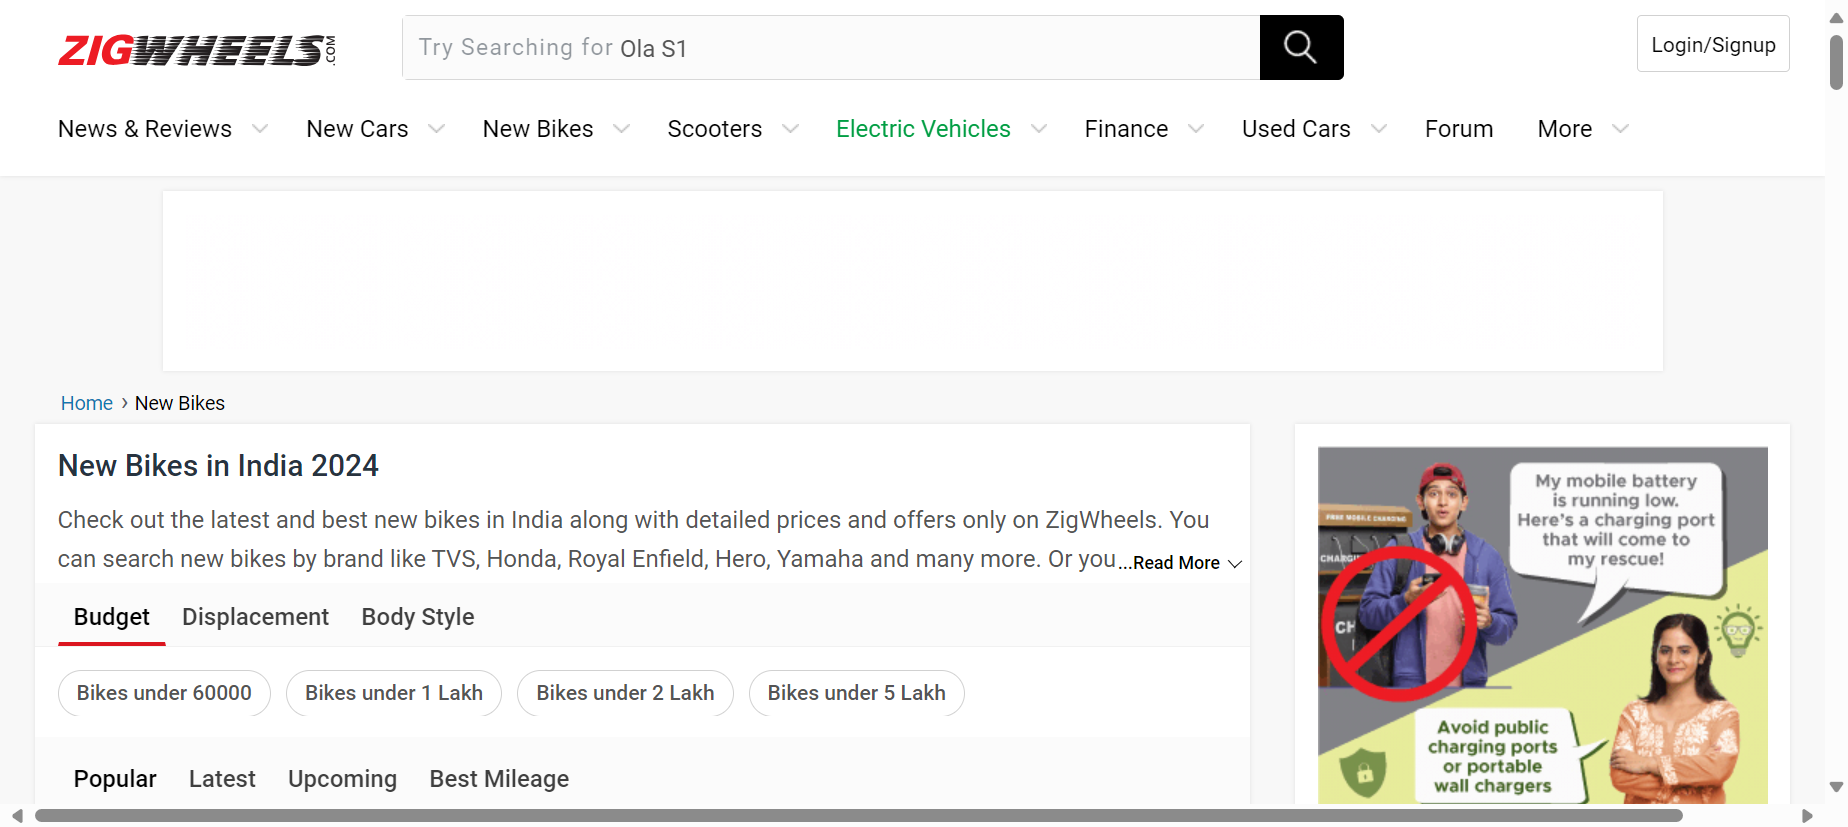 ZIGWHEELS.COM
Try Searching for Ola S1
Login/Signup
News & Reviews
New Cars
New Bikes
Scooters
Electric Vehicles
Finance
Used Cars
Forum
More
Home › New Bikes
New Bikes in India 2024
Check out the latest and best new bikes in India along with detailed prices and offers only on ZigWheels. You
can search new bikes by brand like TVS, Honda, Royal Enfield, Hero, Yamaha and many more. Or you ...Read More
Budget
Displacement
Body Style
Bikes under 60000
Bikes under 1 Lakh
Bikes under 2 Lakh
Bikes under 5 Lakh
Popular
Latest
Upcoming
Best Mileage
My mobile battery
is running low.
Here's a charging port
that will come to
my rescue!
FREE MOBILE CHARGING
Avoid public
charging ports
or portable
wall chargers